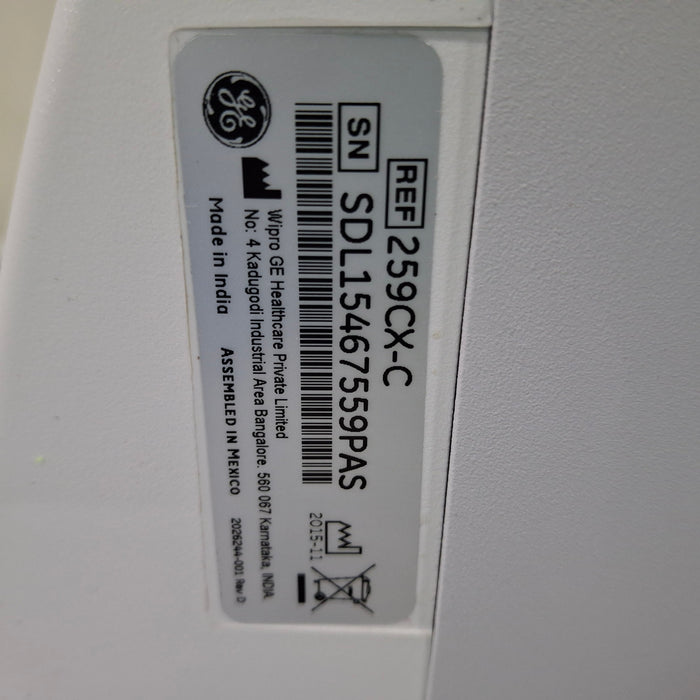 REF 259CX-C
SN SDL15467559PAS
2015-11
GE
Wipro GE Healthcare Private Limited
No: 4 Kadugodi Industrial Area Bangalore. 560 067 Karnataka, INDIA.
Made in India ASSEMBLED IN MEXICO 2026244-001 Rev D